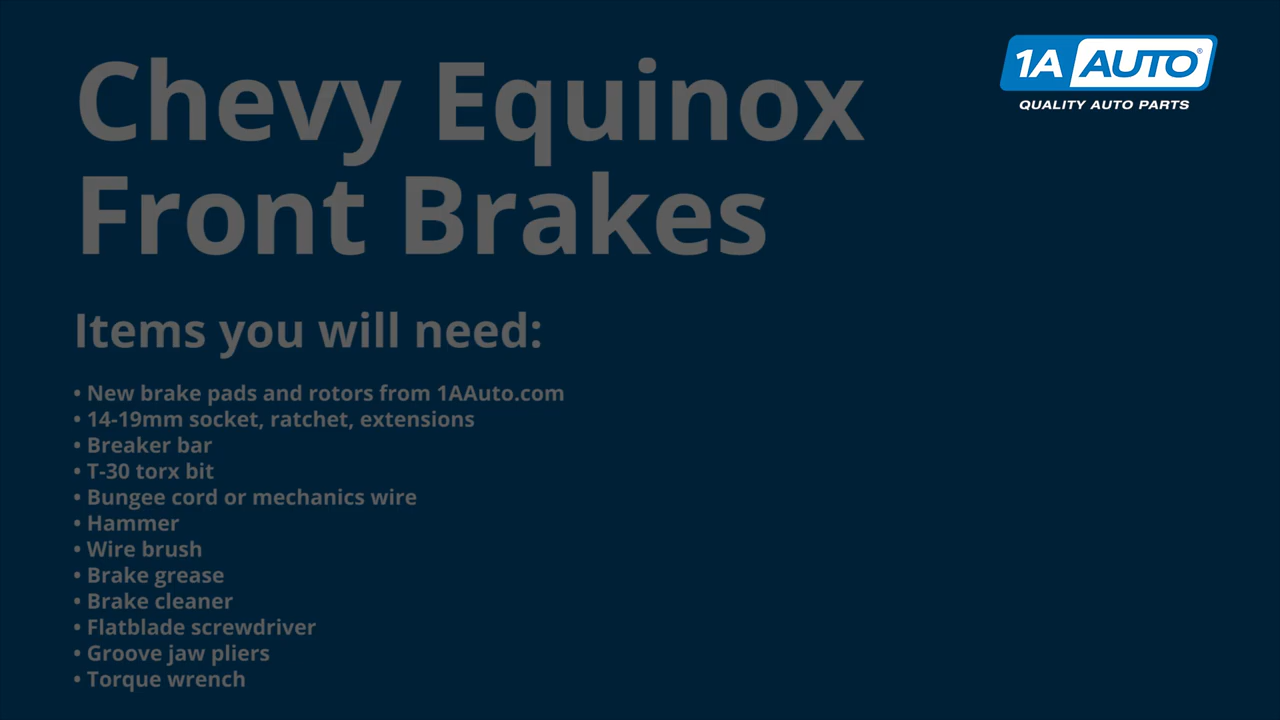 Chevy Equinox
Front Brakes
1A AUTO®
QUALITY AUTO PARTS
Items you will need:
• New brake pads and rotors from 1AAuto.com
• 14-19mm socket, ratchet, extensions
• Breaker bar
• T-30 torx bit
• Bungee cord or mechanics wire
• Hammer
• Wire brush
• Brake grease
• Brake cleaner
• Flatblade screwdriver
• Groove jaw pliers
• Torque wrench